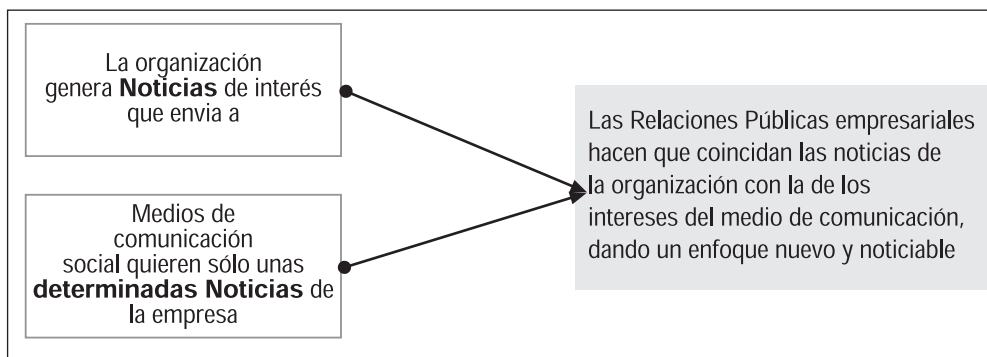 La organización
genera Noticias de interés
que envia a
Medios de
comunicación
social quieren sólo unas
determinadas Noticias de
la empresa
Las Relaciones Públicas empresariales
hacen que coincidan las noticias de
la organización con la de los
intereses del medio de comunicación,
dando un enfoque nuevo y noticiable